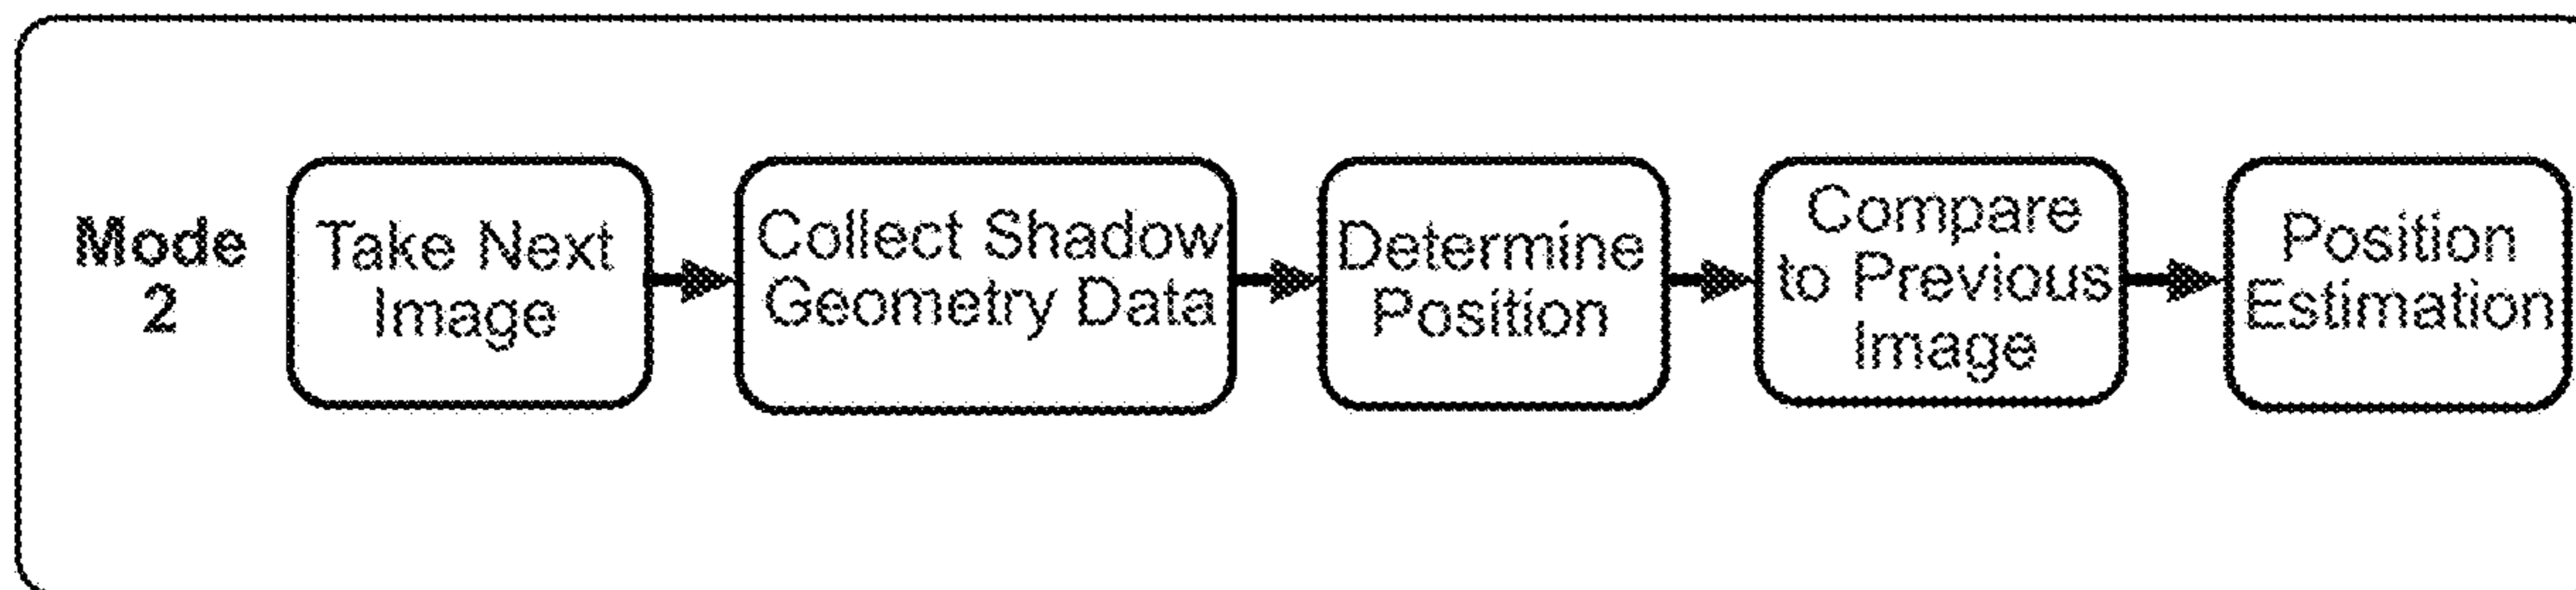 Mode
2
Take Next
Image
Collect Shadow
Geometry Data
Determine
Position
Compare
to Previous
Image
Position
Estimation